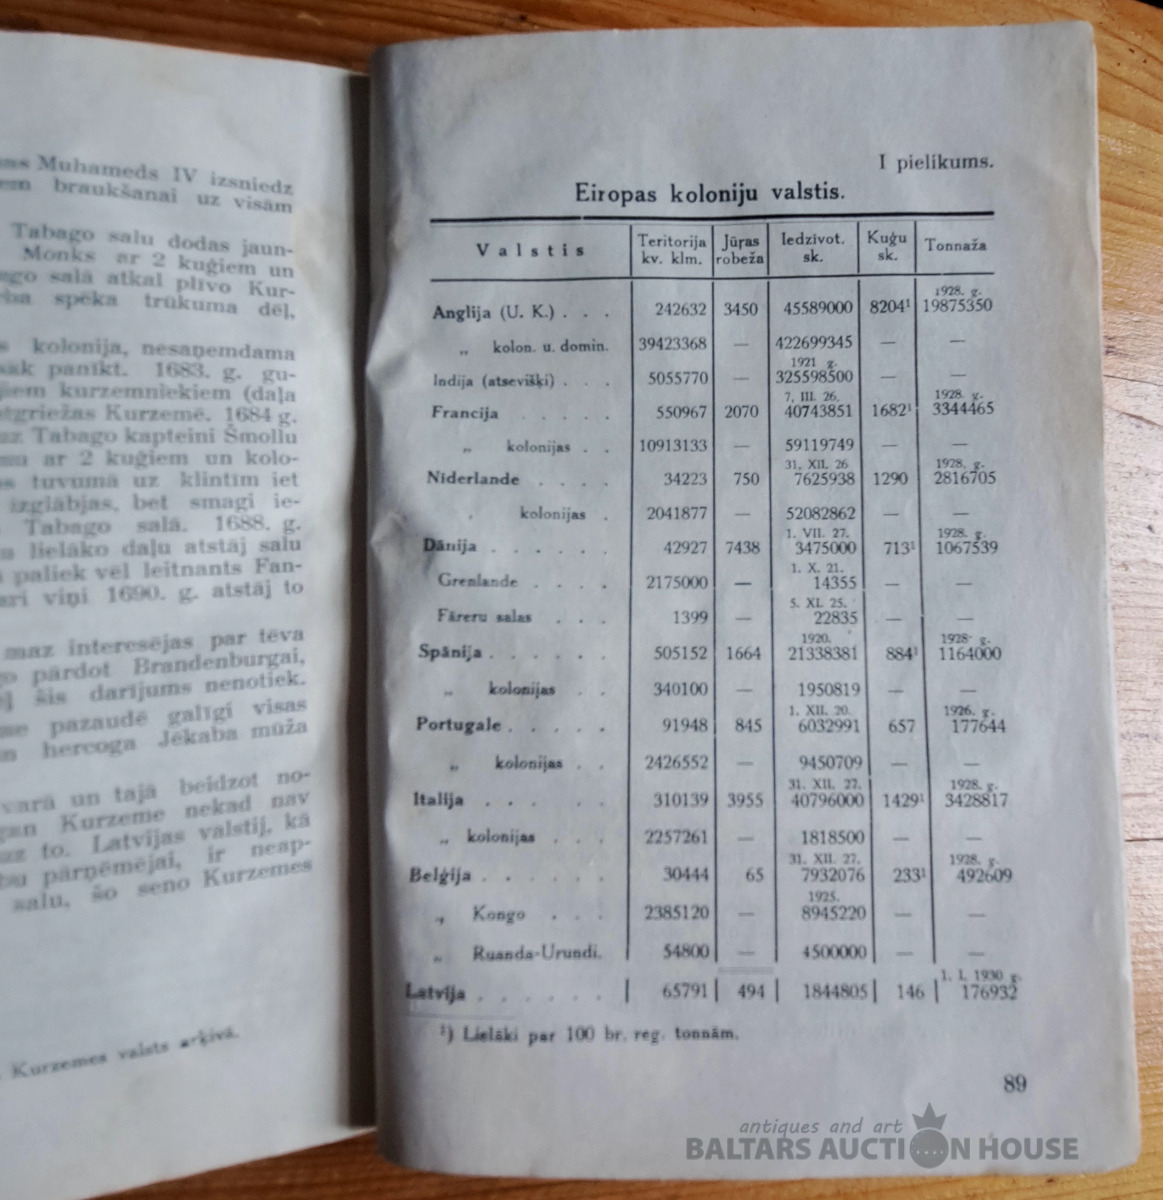 Muhameds IV izsniedz
braukšanai uz visām
Tabago salu dodas jaun-
Monks ar 2 kuģiem un
salā atkal plīvo Kur-
spēka trūkuma dēļ,
kolonija, nesaņemdama
panīkt. 1683. g. gu-
kurzemniekiem (daļa
atgriežas Kurzemē. 1684 g.
uz Tabago kapteini Šmollu
ar 2 kuģiem un kolo-
tuvumā uz klintīm iet
izglābjas, bet smagi ie-
Tabago salā. 1688. g.
lielāko daļu atstāj salu
paliek vēl leitnants Fan-
arī viņi 1690. g. atstāj to
maz interesējas par tēva
pārdot Brandenburgai,
šis darījums nenotiek.
pazaudē galīgi visas
hercoga Jēkaba mūža
varā un tajā beidzot no-
Kurzeme nekad nav
uz to. Latvijas valstij, kā
pārņēmējai, ir neap-
salu, šo seno Kurzemes
Kurzemes valsts arķivā.
I pielikums.
Eiropas koloniju valstis.
Valstis Teritorija kv. klm. Jūŗas robeža Iedzīvot. sk. Kuģu sk. Tonnaža
1928. g.
Anglija (U. K.) . . . 242632 3450 45589000 8204¹ 19875350
„ kolon. u. domin. 39423368 — 422699345 — —
1921 g.
Indija (atsevišķi) . . . 5055770 — 325598500 — —
7. III. 26. 1928. g.
Francija . . . . . 550967 2070 40743851 1682¹ 3344465
„ kolonijas . . 10913133 — 59119749 — —
31. XII. 26 1928. g.
Nīderlande . . . . 34223 750 7625938 1290 2816705
„ kolonijas . 2041877 — 52082862 — —
1. VII. 27. 1928. g.
Dānija . . . . . . 42927 7438 3475000 713¹ 1067539
1. X. 21.
Grenlande . . . . 2175000 — 14355 — —
5. XI. 25.
Fāreru salas . . . 1399 — 22835 — —
1920. 1928 g.
Spānija . . . . . . 505152 1664 21338381 884¹ 1164000
„ kolonijas . . 340100 — 1950819 — —
1. XII. 20. 1926. g.
Portugale . . . . . 91948 845 6032991 657 177644
„ kolonijas . . 2426552 — 9450709 — —
31. XII. 27. 1928. g.
Italija . . . . . . 310139 3955 40796000 1429¹ 3428817
„ kolonijas . . . 2257261 — 1818500 — —
31. XII. 27. 1928. g.
Beļģija . . . . . . 30444 65 7932076 233¹ 492609
1925.
„ Kongo . . . 2385120 — 8945220 — —
„ Ruanda-Urundi. 54800 — 4500000 — —
1. I. 1930 g.
Latvija . . . . . . 65791 494 1844805 146 176932
¹) Lielāki par 100 br. reg. tonnām.
89
antiques and art
BALTARS AUCTION HOUSE